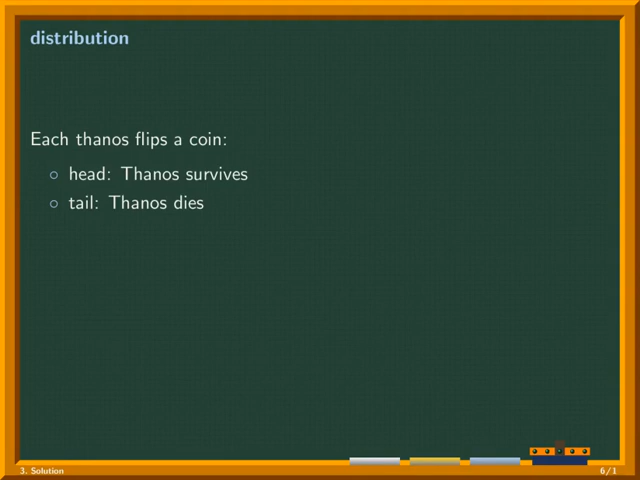 distribution
Each thanos flips a coin:
head: Thanos survives
tail: Thanos dies
3. Solution
6/1